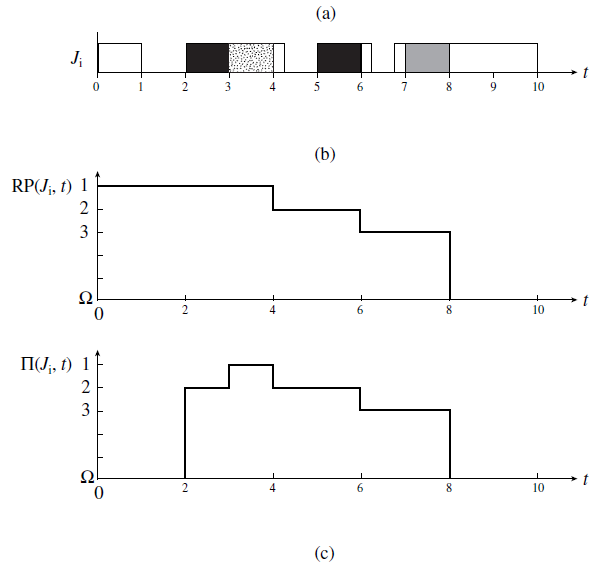 (a)
Ji t
0 1 2 3 4 5 6 7 8 9 10
(b)
RP(Ji, t) 1
2
3
Ω t
0 2 4 6 8 10
Π(Ji, t) 1
2
3
Ω t
0 2 4 6 8 10
(c)